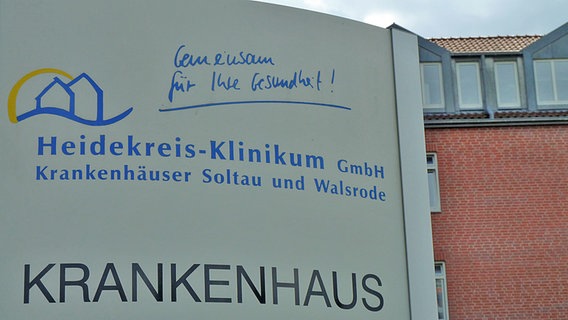 Gemeinsam
für Ihre Gesundheit!
Heidekreis-Klinikum GmbH
Krankenhäuser Soltau und Walsrode
KRANKENHAUS